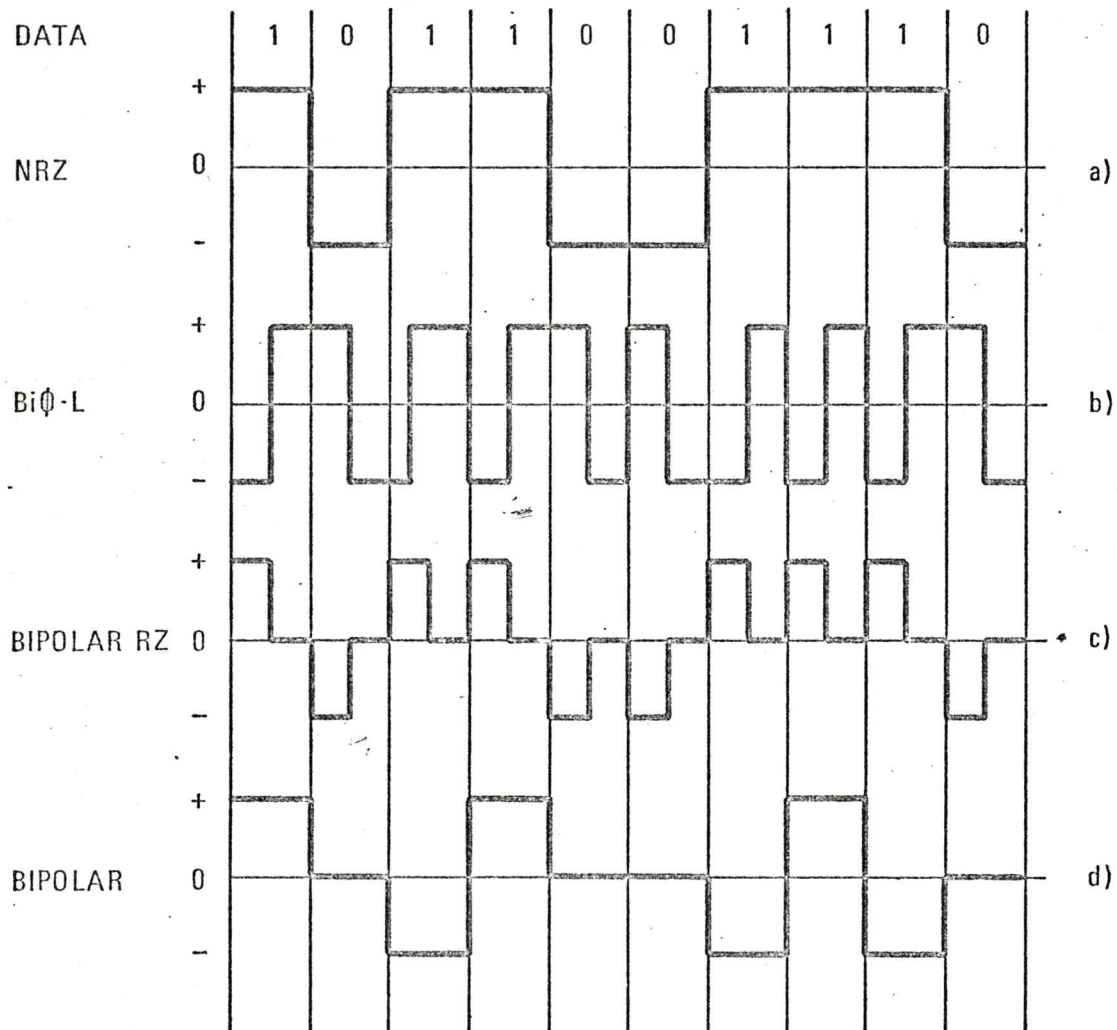 DATA 1 0 1 1 0 0 1 1 1 0
+
NRZ 0 a)
-
+
Biϕ-L 0 b)
-
+
BIPOLAR RZ 0 c)
-
+
BIPOLAR 0 d)
-